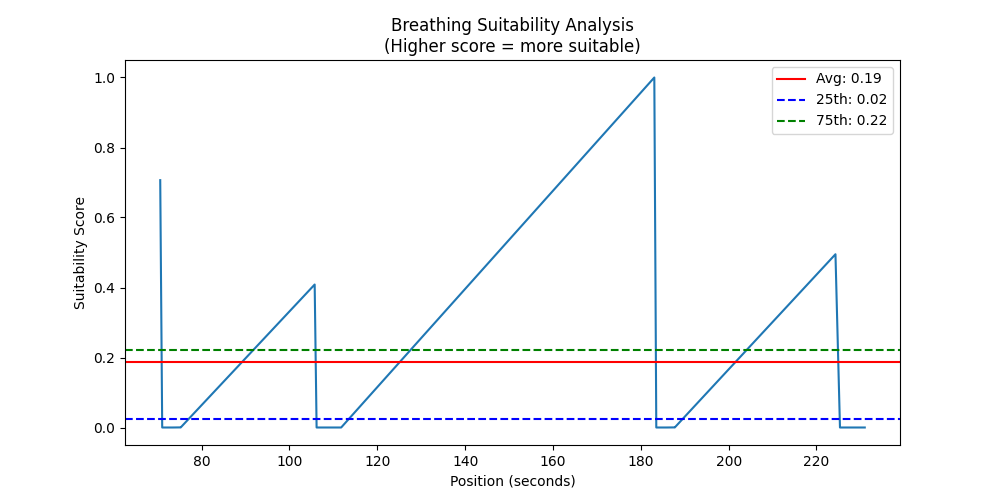 Breathing Suitability Analysis
(Higher score = more suitable)
Avg: 0.19
25th: 0.02
75th: 0.22
Suitability Score
1.0
0.8
0.6
0.4
0.2
0.0
80 100 120 140 160 180 200 220
Position (seconds)